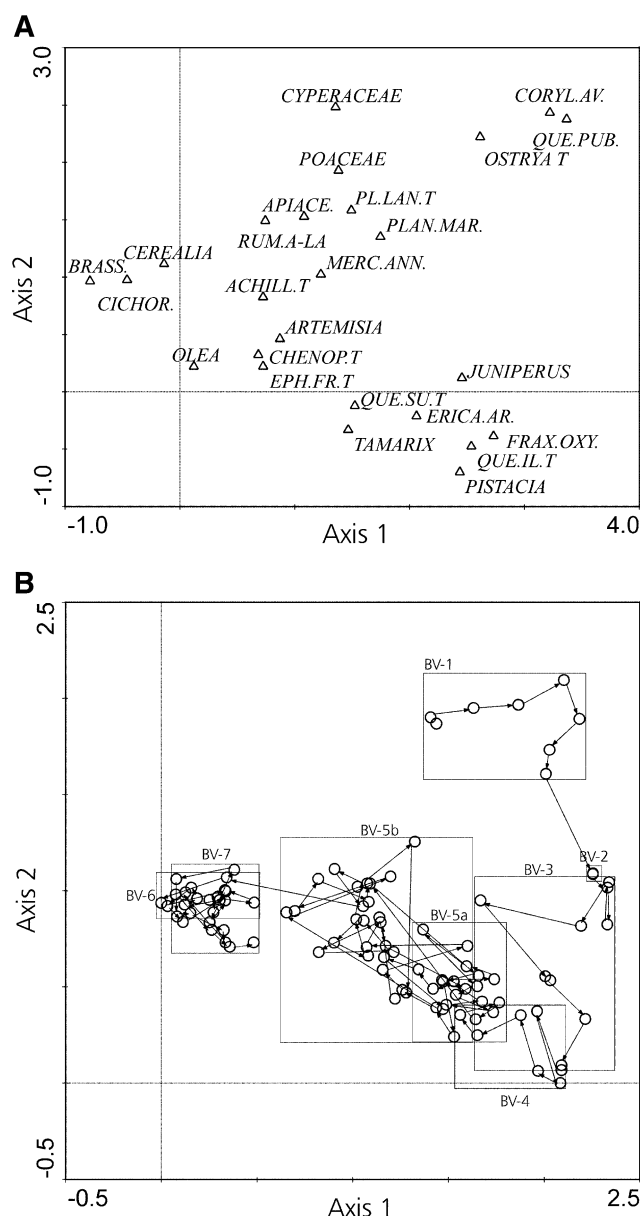 A
3.0
CYPERACEAE
CORYL.AV.
QUE.PUB.
OSTRYA T
POACEAE
PL.LAN.T
APIACE.
PLAN.MAR.
RUM.A-LA
CEREALIA
MERC.ANN.
BRASS.
ACHILL.T
CICHOR.
ARTEMISIA
OLEA
CHENOP.T
EPH.FR.T
JUNIPERUS
QUE.SU.T
ERICA.AR.
TAMARIX
FRAX.OXY.
QUE.IL.T
PISTACIA
Axis 2
-1.0
-1.0
Axis 1
4.0
B
2.5
BV-1
BV-5b
BV-7
BV-2
BV-3
BV-6
BV-5a
BV-4
Axis 2
-0.5
-0.5
Axis 1
2.5